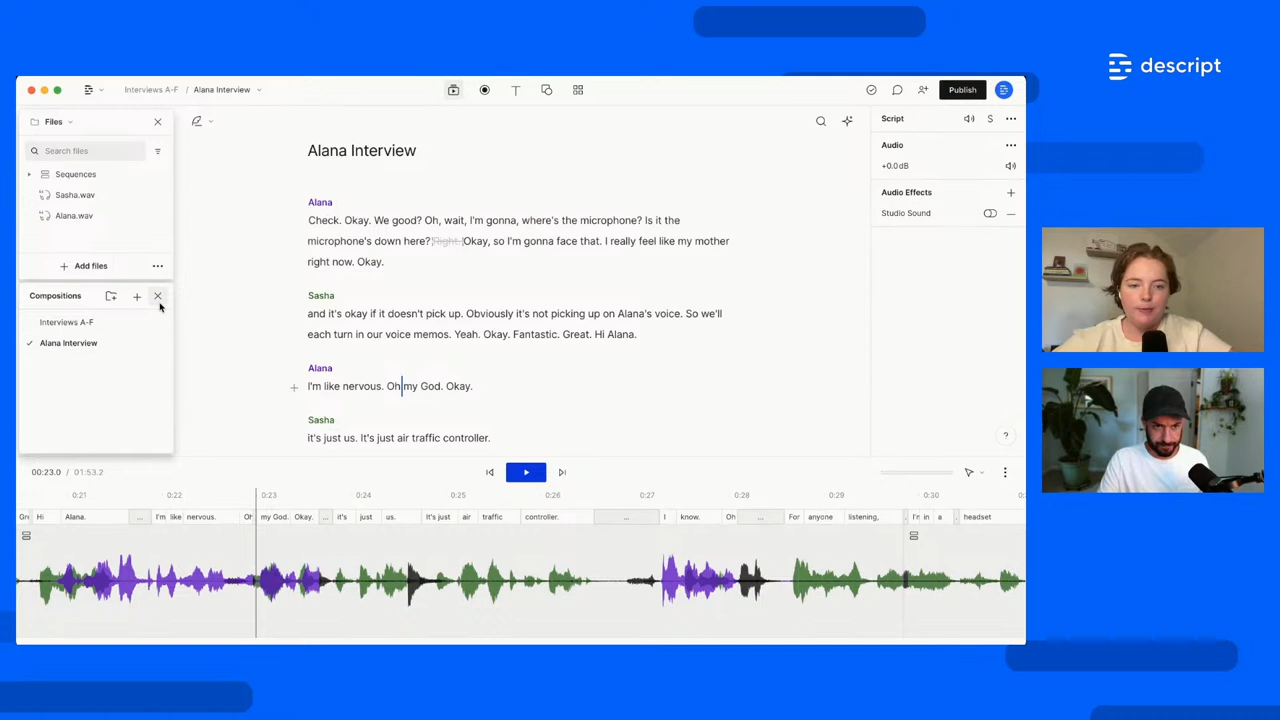 descript
Interviews A-F / Alana Interview
Publish
Files
Search files
Sequences
Sasha.wav
Alana.wav
+ Add files
Compositions
Interviews A-F
Alana Interview
Alana Interview
Alana
Check. Okay. We good? Oh, wait, I'm gonna, where's the microphone? Is it the
microphone's down here? Right. Okay, so I'm gonna face that. I really feel like my mother
right now. Okay.
Sasha
and it's okay if it doesn't pick up. Obviously it's not picking up on Alana's voice. So we'll
each turn in our voice memos. Yeah. Okay. Fantastic. Great. Hi Alana.
Alana
I'm like nervous. Oh my God. Okay.
Sasha
it's just us. It's just air traffic controller.
Script
S
Audio
+0.0dB
Audio Effects
Studio Sound
?
00:23.0 / 01:53.2
0:21 0:22 0:23 0:24 0:25 0:26 0:27 0:28 0:29 0:30
Gre Hi Alana. ... I'm like nervous. Oh my God. Okay. ... it's just us. It's just air traffic controller. ... I know. Oh ... For anyone listening, . I'm in a . headset